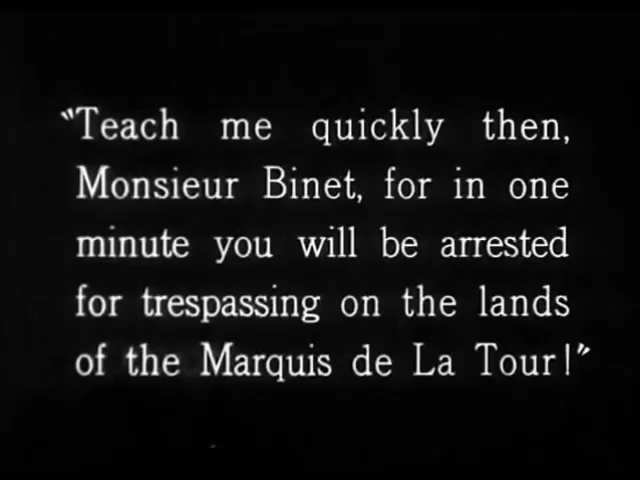 "Teach me quickly then,
Monsieur Binet, for in one
minute you will be arrested
for trespassing on the lands
of the Marquis de La Tour!"